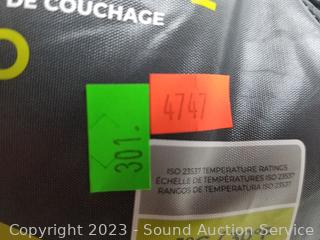 DE COUCHAGE
4747
301.
ISO 23537 TEMPERATURE RATINGS
ÉCHELLE DE TEMPÉRATURES ISO 23537
RANGOS DE TEMPERATURA ISO 23537
Copyright © 2023 - Sound Auction Service